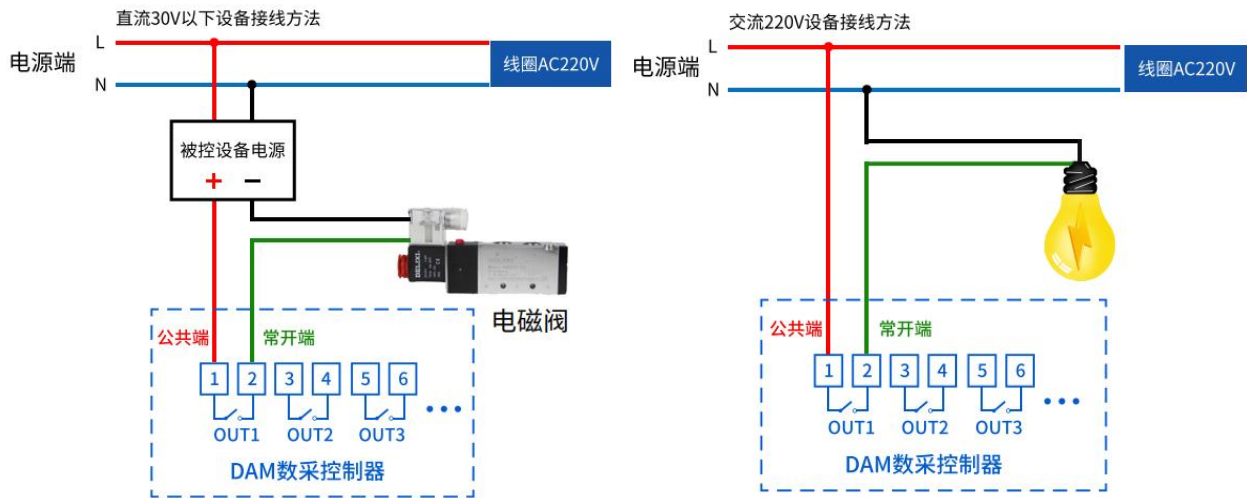 直流30V以下设备接线方法
电源端
L
N
线圈AC220V
被控设备电源
+ −
DELIXI
电磁阀
公共端
常开端
1 2 3 4 5 6
OUT1 OUT2 OUT3
DAM数采控制器
交流220V设备接线方法
电源端
L
N
线圈AC220V
公共端
常开端
1 2 3 4 5 6
OUT1 OUT2 OUT3
DAM数采控制器